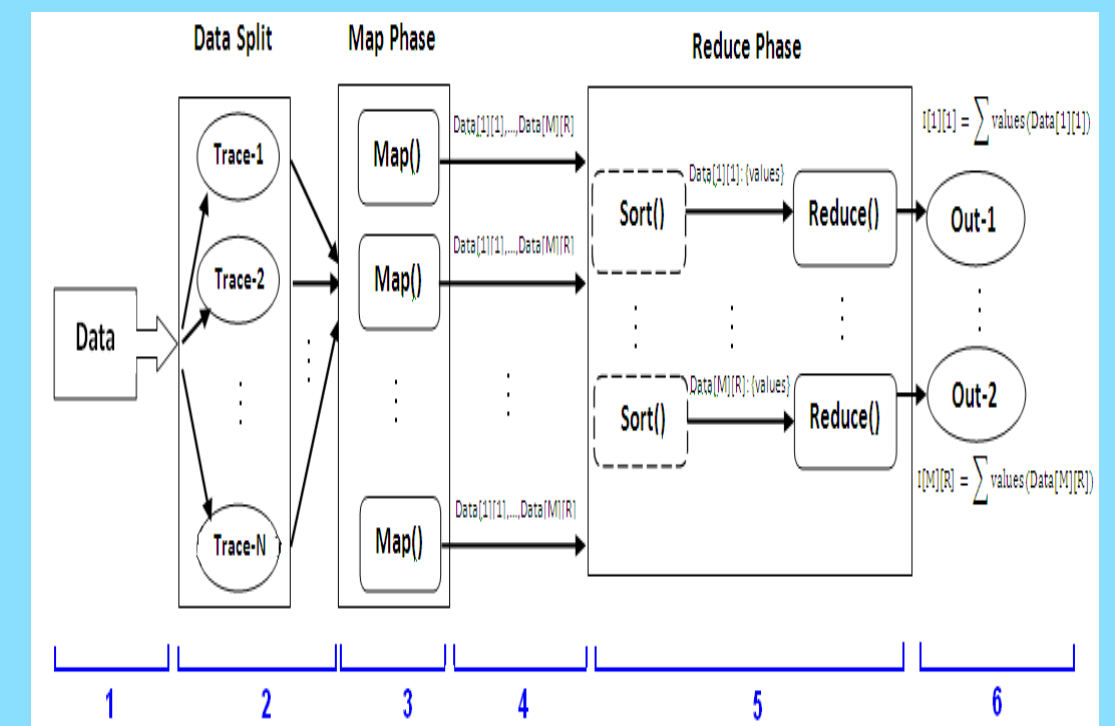 Data Split
Map Phase
Reduce Phase
Data
Trace-1
Trace-2
Trace-N
Map()
Map()
Map()
Data[1][1],...,Data[M][R]
Data[1][1],...,Data[M][R]
Data[1][1],...,Data[M][R]
Sort()
Data[1][1]:{values}
Reduce()
Sort()
Data[M][R]:{values}
Reduce()
I[1][1] = ∑ values(Data[1][1])
Out-1
Out-2
I[M][R] = ∑ values(Data[M][R])
1 2 3 4 5 6